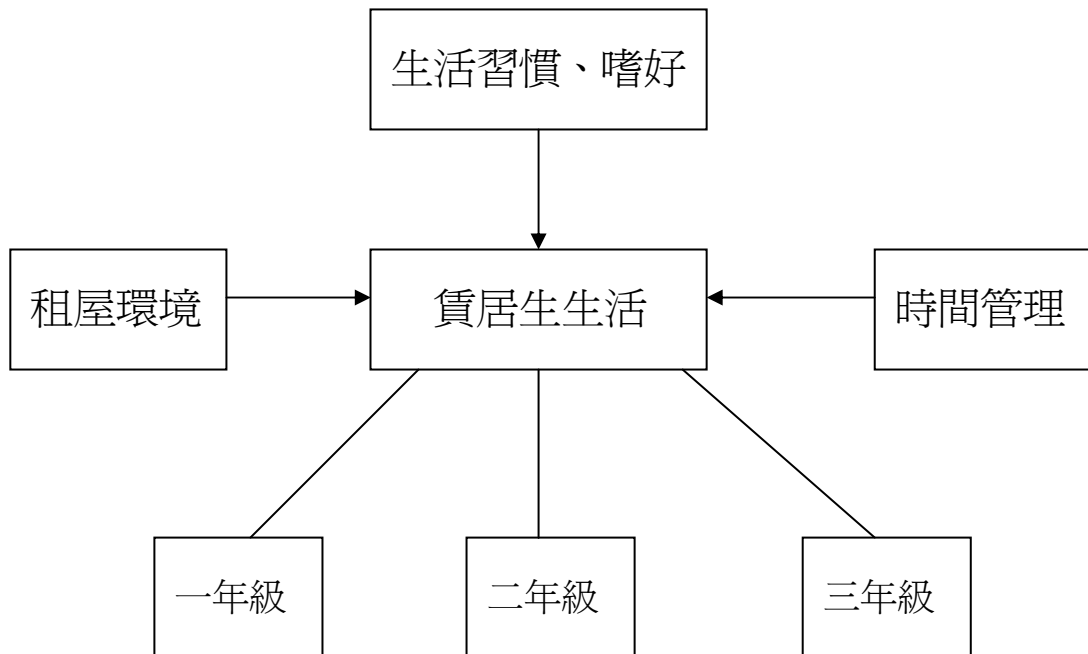 生活習慣、嗜好
租屋環境
賃居生生活
時間管理
一年級
二年級
三年級